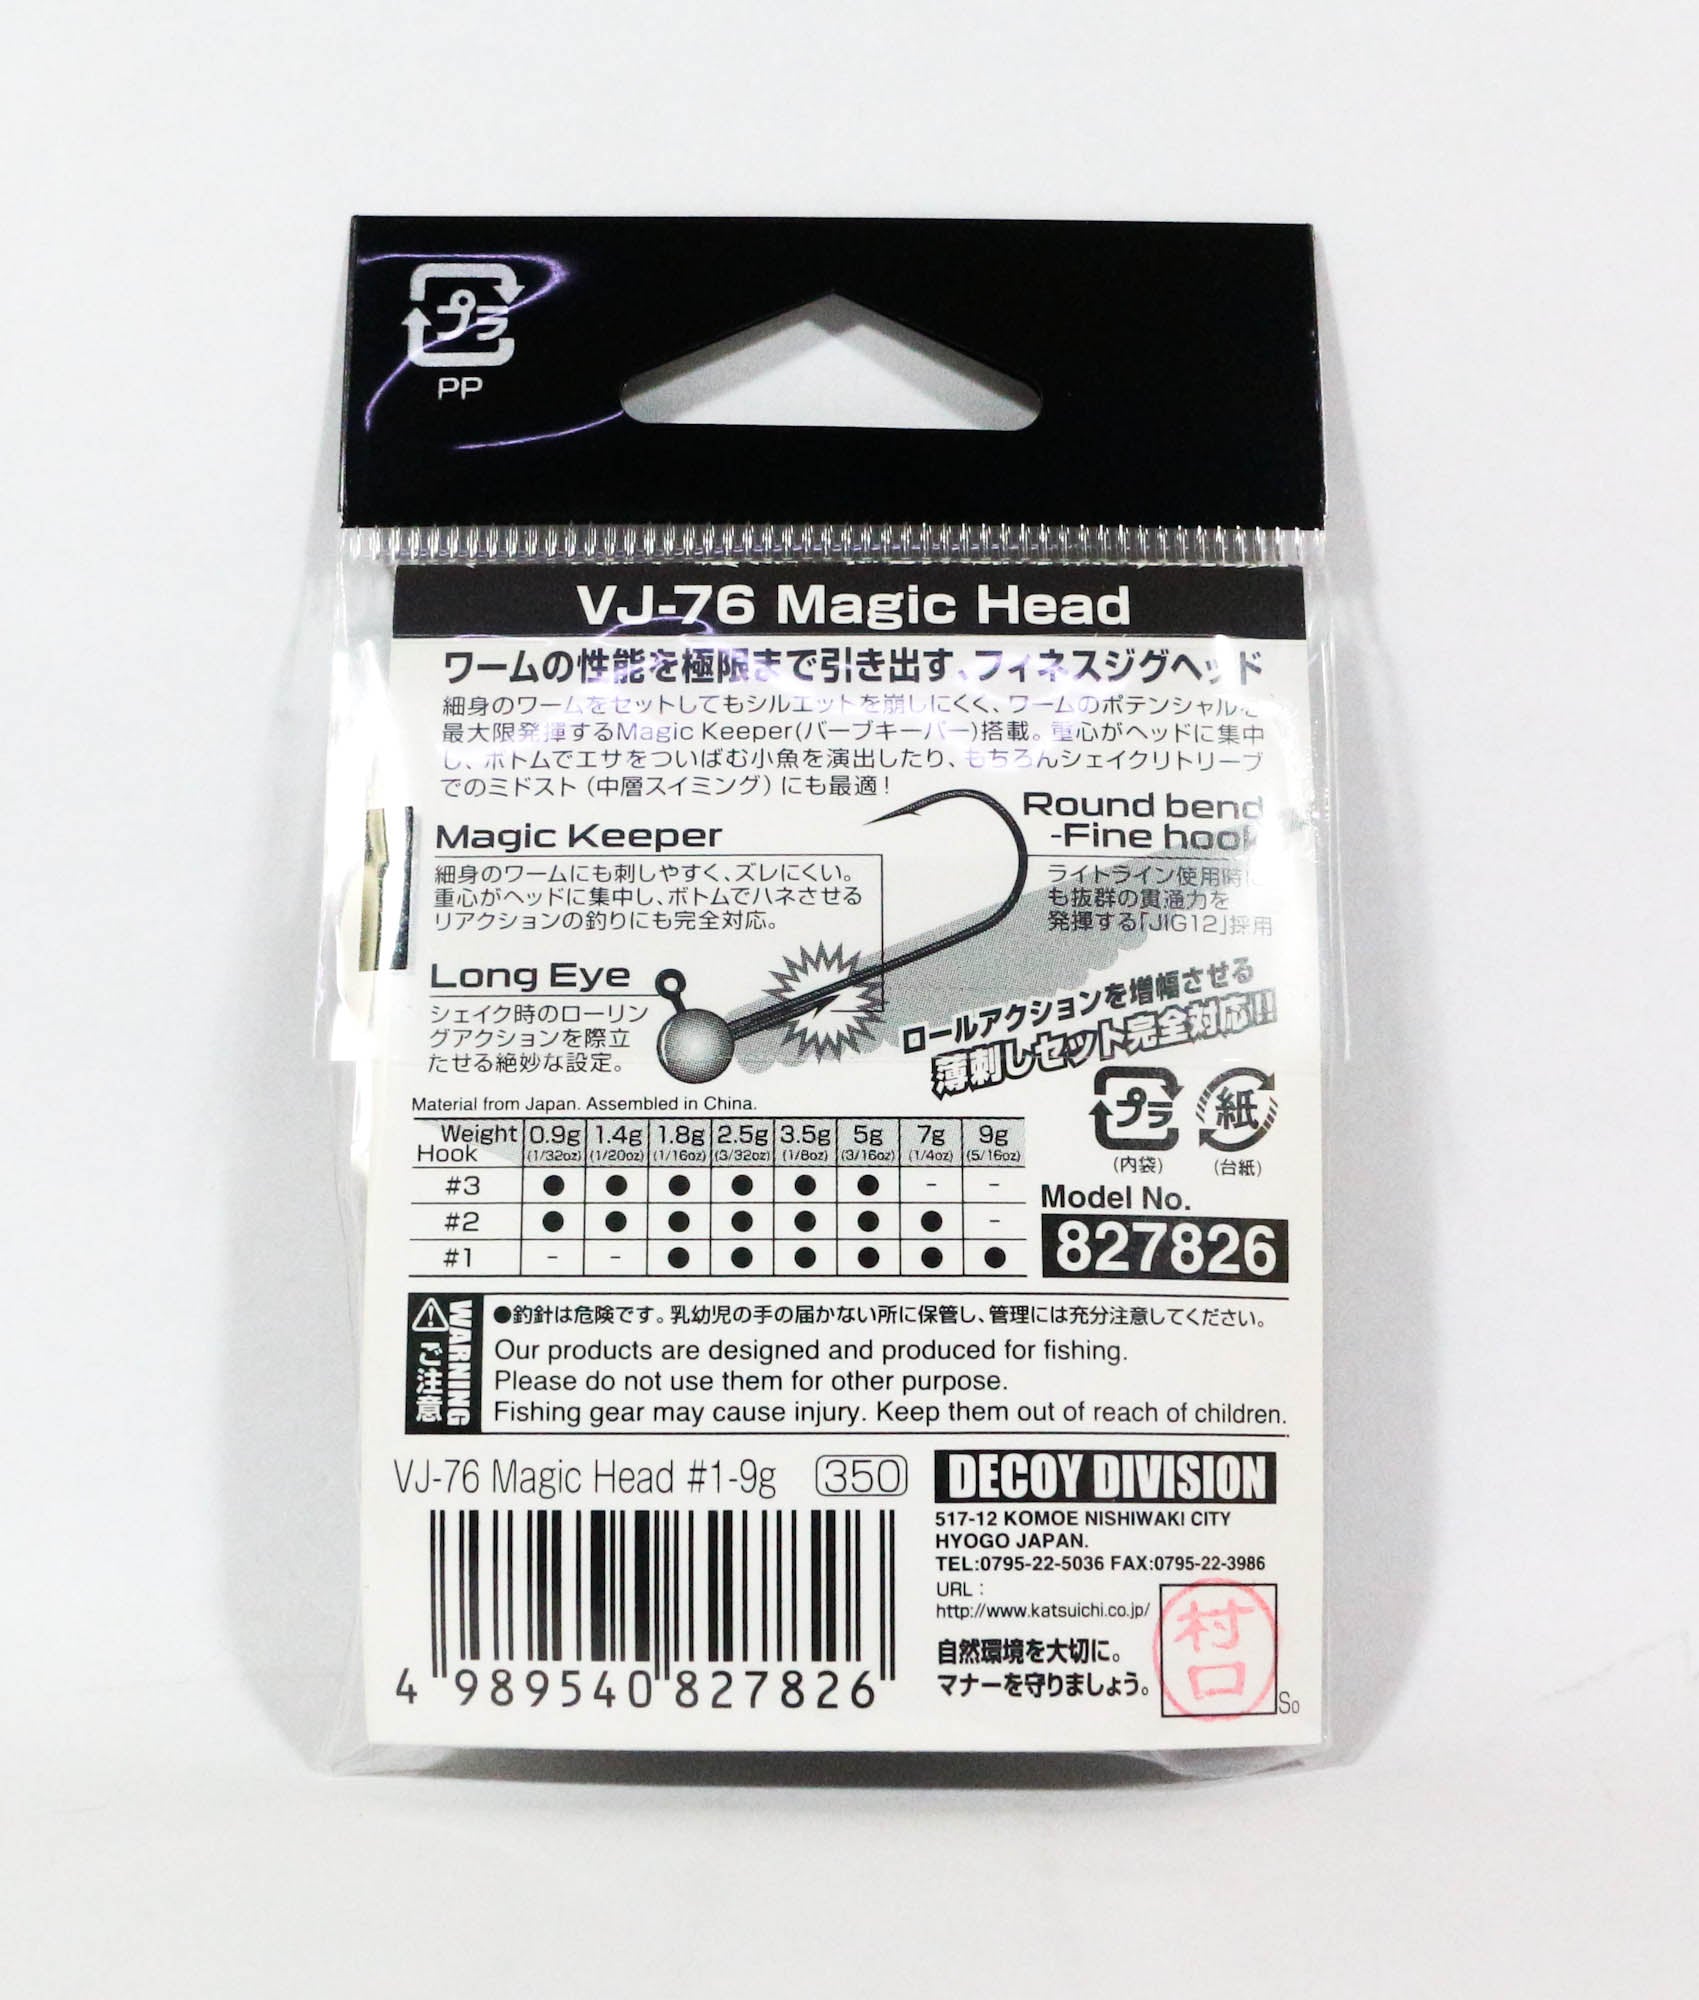 プラ
PP
VJ-76 Magic Head
ワームの性能を極限まで引き出す、フィネスジグヘッド
細身のワームをセットしてもシルエットを崩しにくく、ワームのポテンシャルを
最大限発揮するMagic Keeper(バーブキーパー)搭載。重心がヘッドに集中
し、ボトムでエサをついばむ小魚を演出したり、もちろんシェイクリトリーブ
でのミドスト(中層スイミング)にも最適!
Magic Keeper
細身のワームにも刺しやすく、ズレにくい。
重心がヘッドに集中し、ボトムでハネさせる
リアクションの釣りにも完全対応。
Round bend
-Fine hook
ライトライン使用時に
も抜群の貫通力を
発揮する「JIG12」採用
Long Eye
シェイク時のローリン
グアクションを際立
たせる絶妙な設定。
ロールアクションを増幅させる
薄刺しセット完全対応!!
Material from Japan. Assembled in China.
Weight 0.9g 1.4g 1.8g 2.5g 3.5g 5g 7g 9g
Hook (1/32oz) (1/20oz) (1/16oz) (3/32oz) (1/8oz) (3/16oz) (1/4oz) (5/16oz)
#3 ● ● ● ● ● ● - -
#2 ● ● ● ● ● ● ● -
#1 - - ● ● ● ● ● ●
プラ 紙
(内袋) (台紙)
Model No.
827826
WARNING
ご注意
●釣針は危険です。乳幼児の手の届かない所に保管し、管理には充分注意してください。
Our products are designed and produced for fishing.
Please do not use them for other purpose.
Fishing gear may cause injury. Keep them out of reach of children.
VJ-76 Magic Head #1-9g 350
4 989540 827826
DECOY DIVISION
517-12 KOMOE NISHIWAKI CITY
HYOGO JAPAN.
TEL:0795-22-5036 FAX:0795-22-3986
URL :
http://www.katsuichi.co.jp/
自然環境を大切に。
マナーを守りましょう。
村口
So